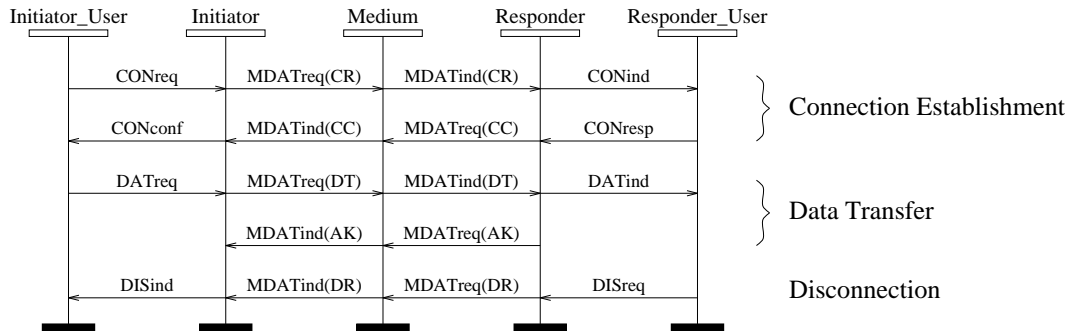 Initiator_User Initiator Medium Responder Responder_User
CONreq MDATreq(CR) MDATind(CR) CONind
Connection Establishment
CONconf MDATind(CC) MDATreq(CC) CONresp
DATreq MDATreq(DT) MDATind(DT) DATind
Data Transfer
MDATind(AK) MDATreq(AK)
DISind MDATind(DR) MDATreq(DR) DISreq Disconnection